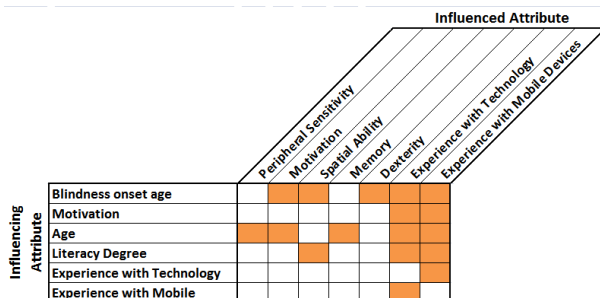 Influenced Attribute
Peripheral Sensitivity
Motivation
Spatial Ability
Memory
Dexterity
Experience with Technology
Experience with Mobile Devices
Influencing
Attribute
Blindness onset age
Motivation
Age
Literacy Degree
Experience with Technology
Experience with Mobile